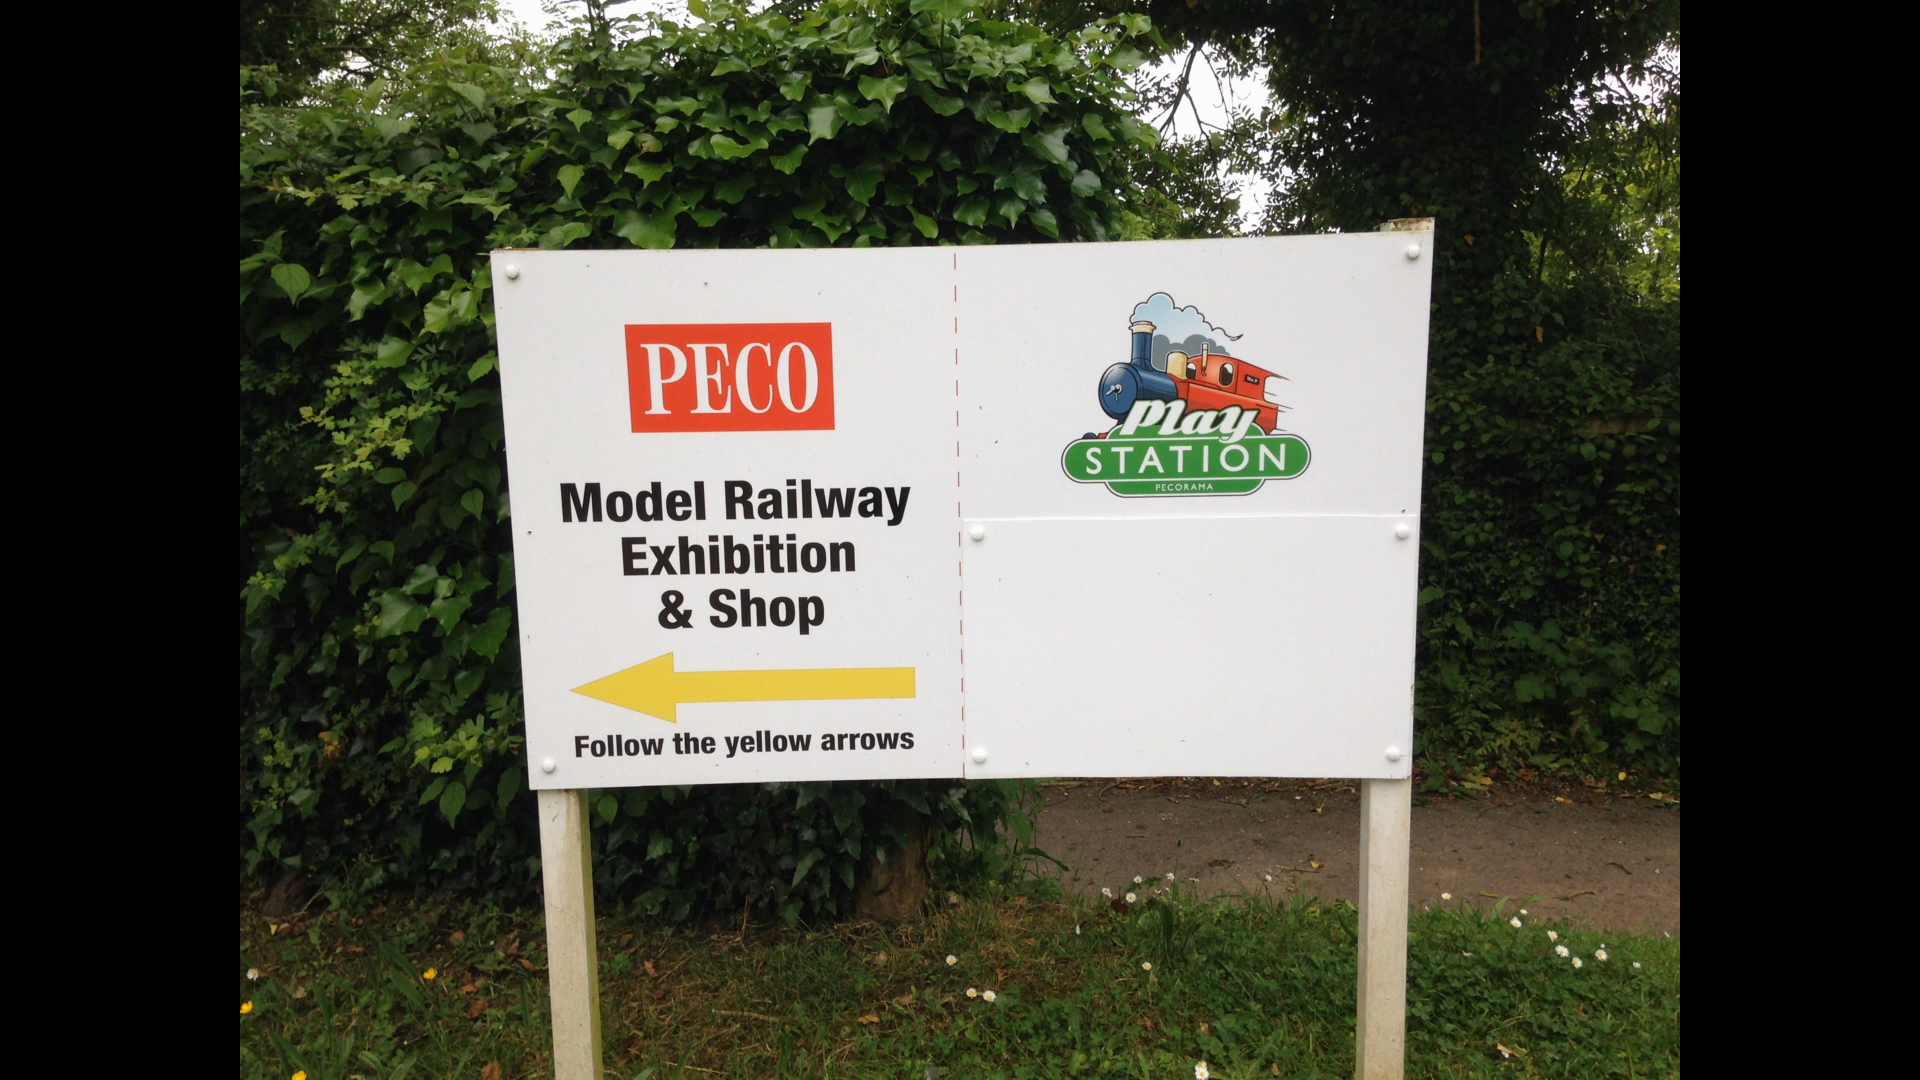 PECO
Model Railway
Exhibition
& Shop
Follow the yellow arrows
Play
STATION
PECORAMA